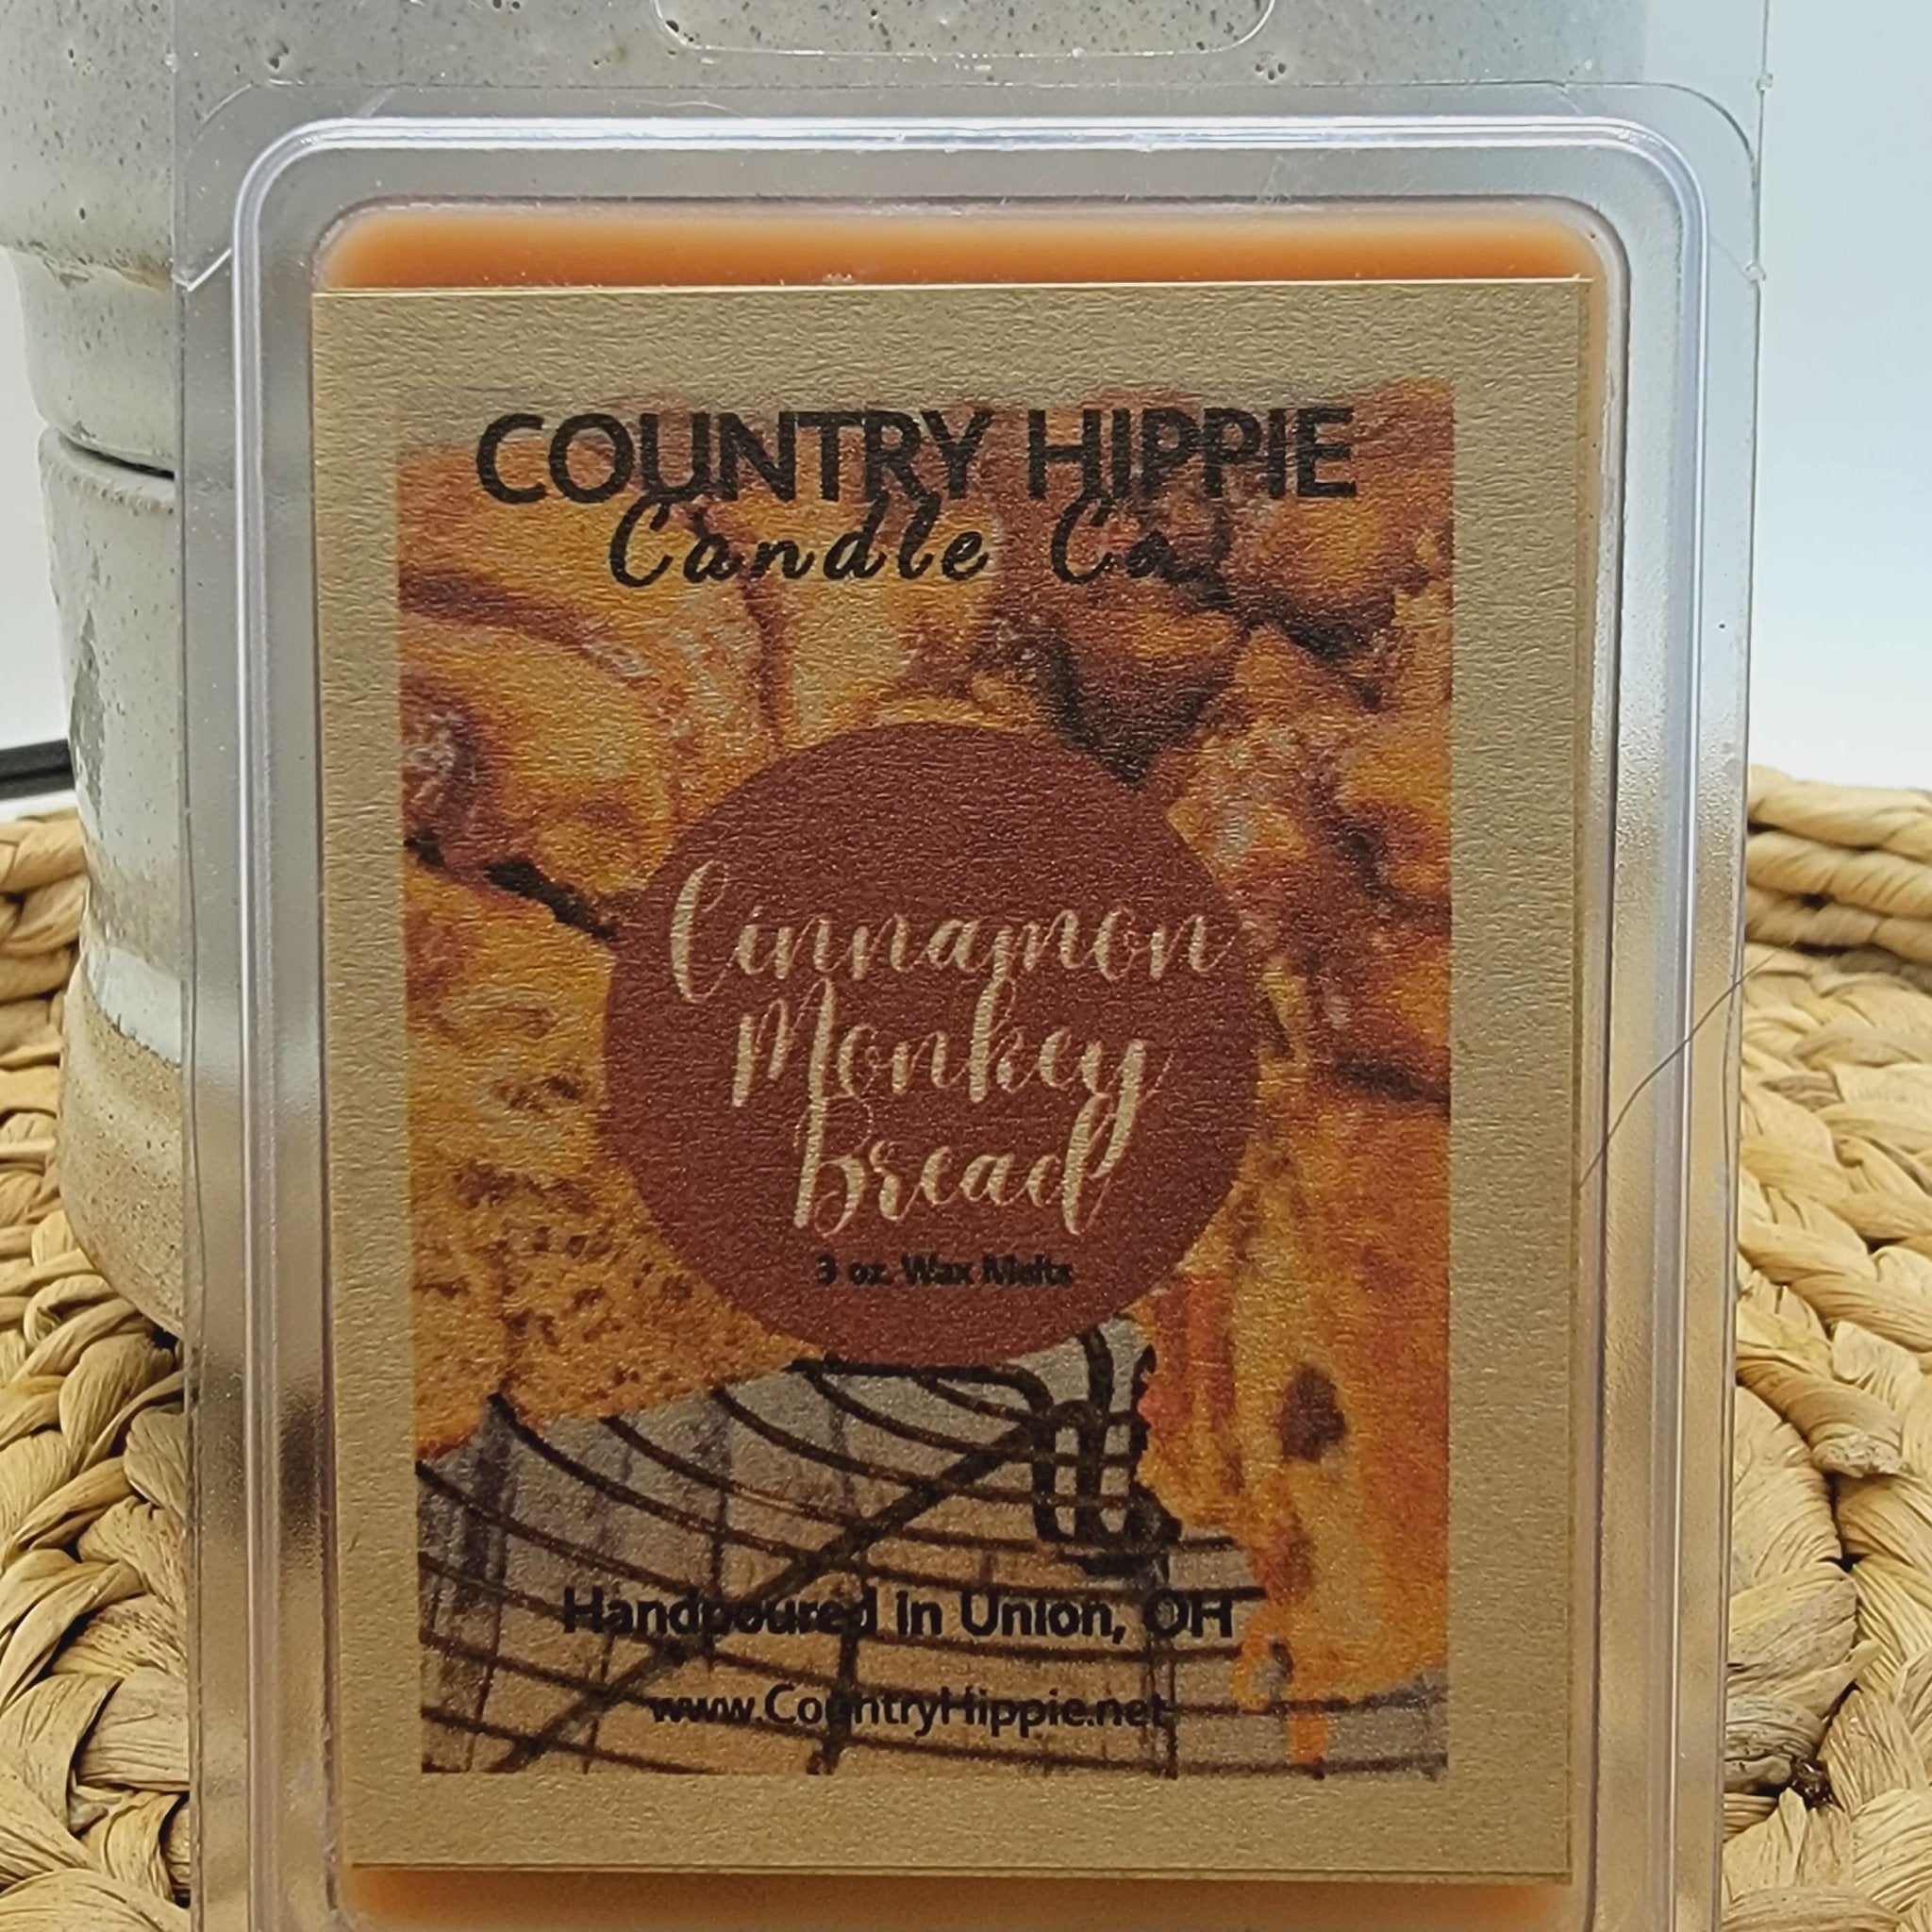 COUNTRY HIPPIE
Candle Co.
Cinnamon
Monkey
Bread
3 oz. Wax Melts
Handpoured in Union, OH
www.CountryHippie.net